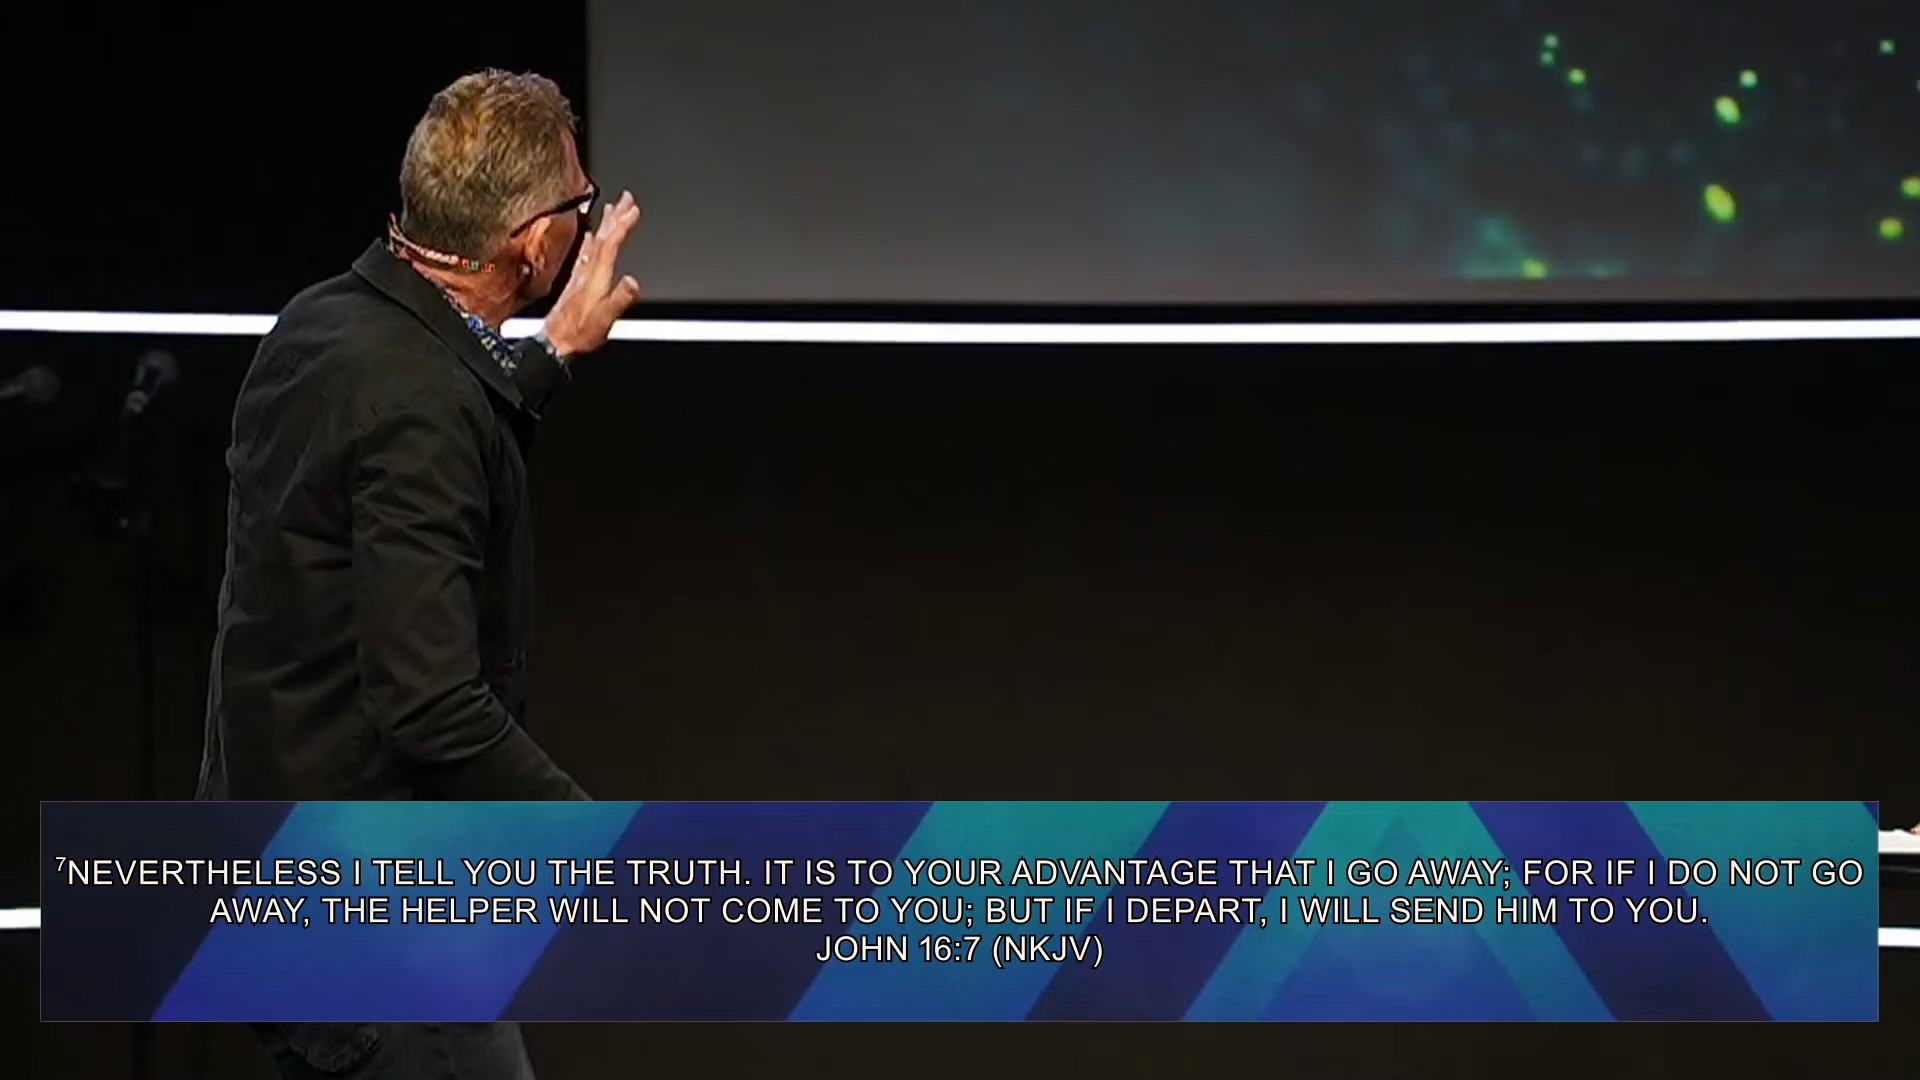 ⁷NEVERTHELESS I TELL YOU THE TRUTH. IT IS TO YOUR ADVANTAGE THAT I GO AWAY; FOR IF I DO NOT GO
AWAY, THE HELPER WILL NOT COME TO YOU; BUT IF I DEPART, I WILL SEND HIM TO YOU.
JOHN 16:7 (NKJV)